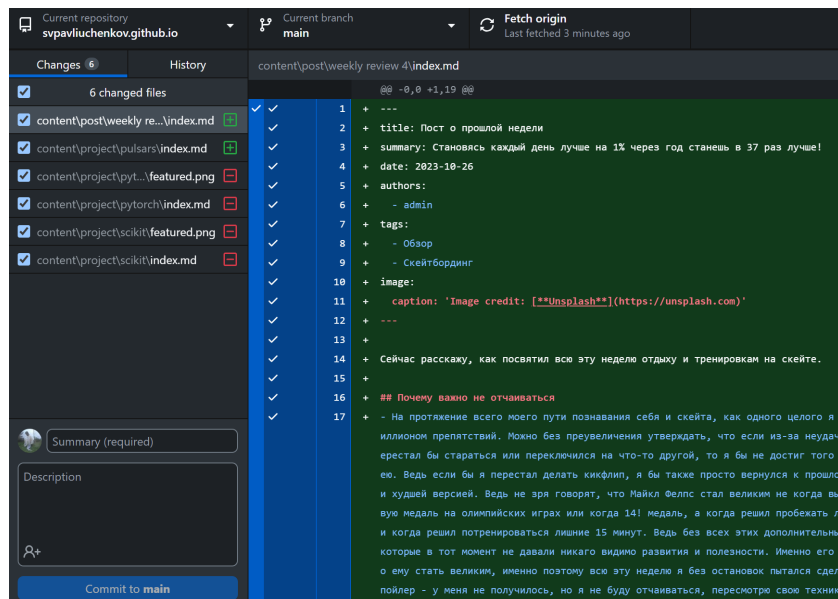 Current repository
svpavliuchenkov.github.io
Current branch
main
Fetch origin
Last fetched 3 minutes ago
Changes 6
History
content\post\weekly review 4\index.md
6 changed files
content\post\weekly re...\index.md
content\project\pulsars\index.md
content\project\pyt...\featured.png
content\project\pytorch\index.md
content\project\scikit\featured.png
content\project\scikit\index.md
@@ -0,0 +1,19 @@
1 + ---
2 + title: Пост о прошлой недели
3 + summary: Становясь каждый день лучше на 1% через год станешь в 37 раз лучше!
4 + date: 2023-10-26
5 + authors:
6 + - admin
7 + tags:
8 + - Обзор
9 + - Скейтбординг
10 + image:
11 + caption: 'Image credit: [**Unsplash**](https://unsplash.com)'
12 + ---
13 +
14 + Сейчас расскажу, как посвятил всю эту неделю отдыху и тренировкам на скейте.
15 +
16 + ## Почему важно не отчаиваться
17 + - На протяжение всего моего пути познавания себя и скейта, как одного целого я
иллионом препятствий. Можно без преувеличения утверждать, что если из-за неудач
ерестал бы стараться или переключился на что-то другой, то я бы не достиг того
ею. Ведь если бы я перестал делать кикфлип, я бы также просто вернулся к прошло
и худшей версией. Ведь не зря говорят, что Майкл Фелпс стал великим не когда вы
вую медаль на олимпийских играх или когда 14! медаль, а когда решил пробежать л
и когда решил потренироваться лишние 15 минут. Ведь без всех этих дополнительны
которые в тот момент не давали никаго видимо развития и полезности. Именно его
о ему стать великим, именно поэтому всю эту неделю я без остановок пытался сдел
пойлер - у меня не получилось, но я не буду отчаиваться, пересмотрю свою техни
Summary (required)
Description
Commit to main